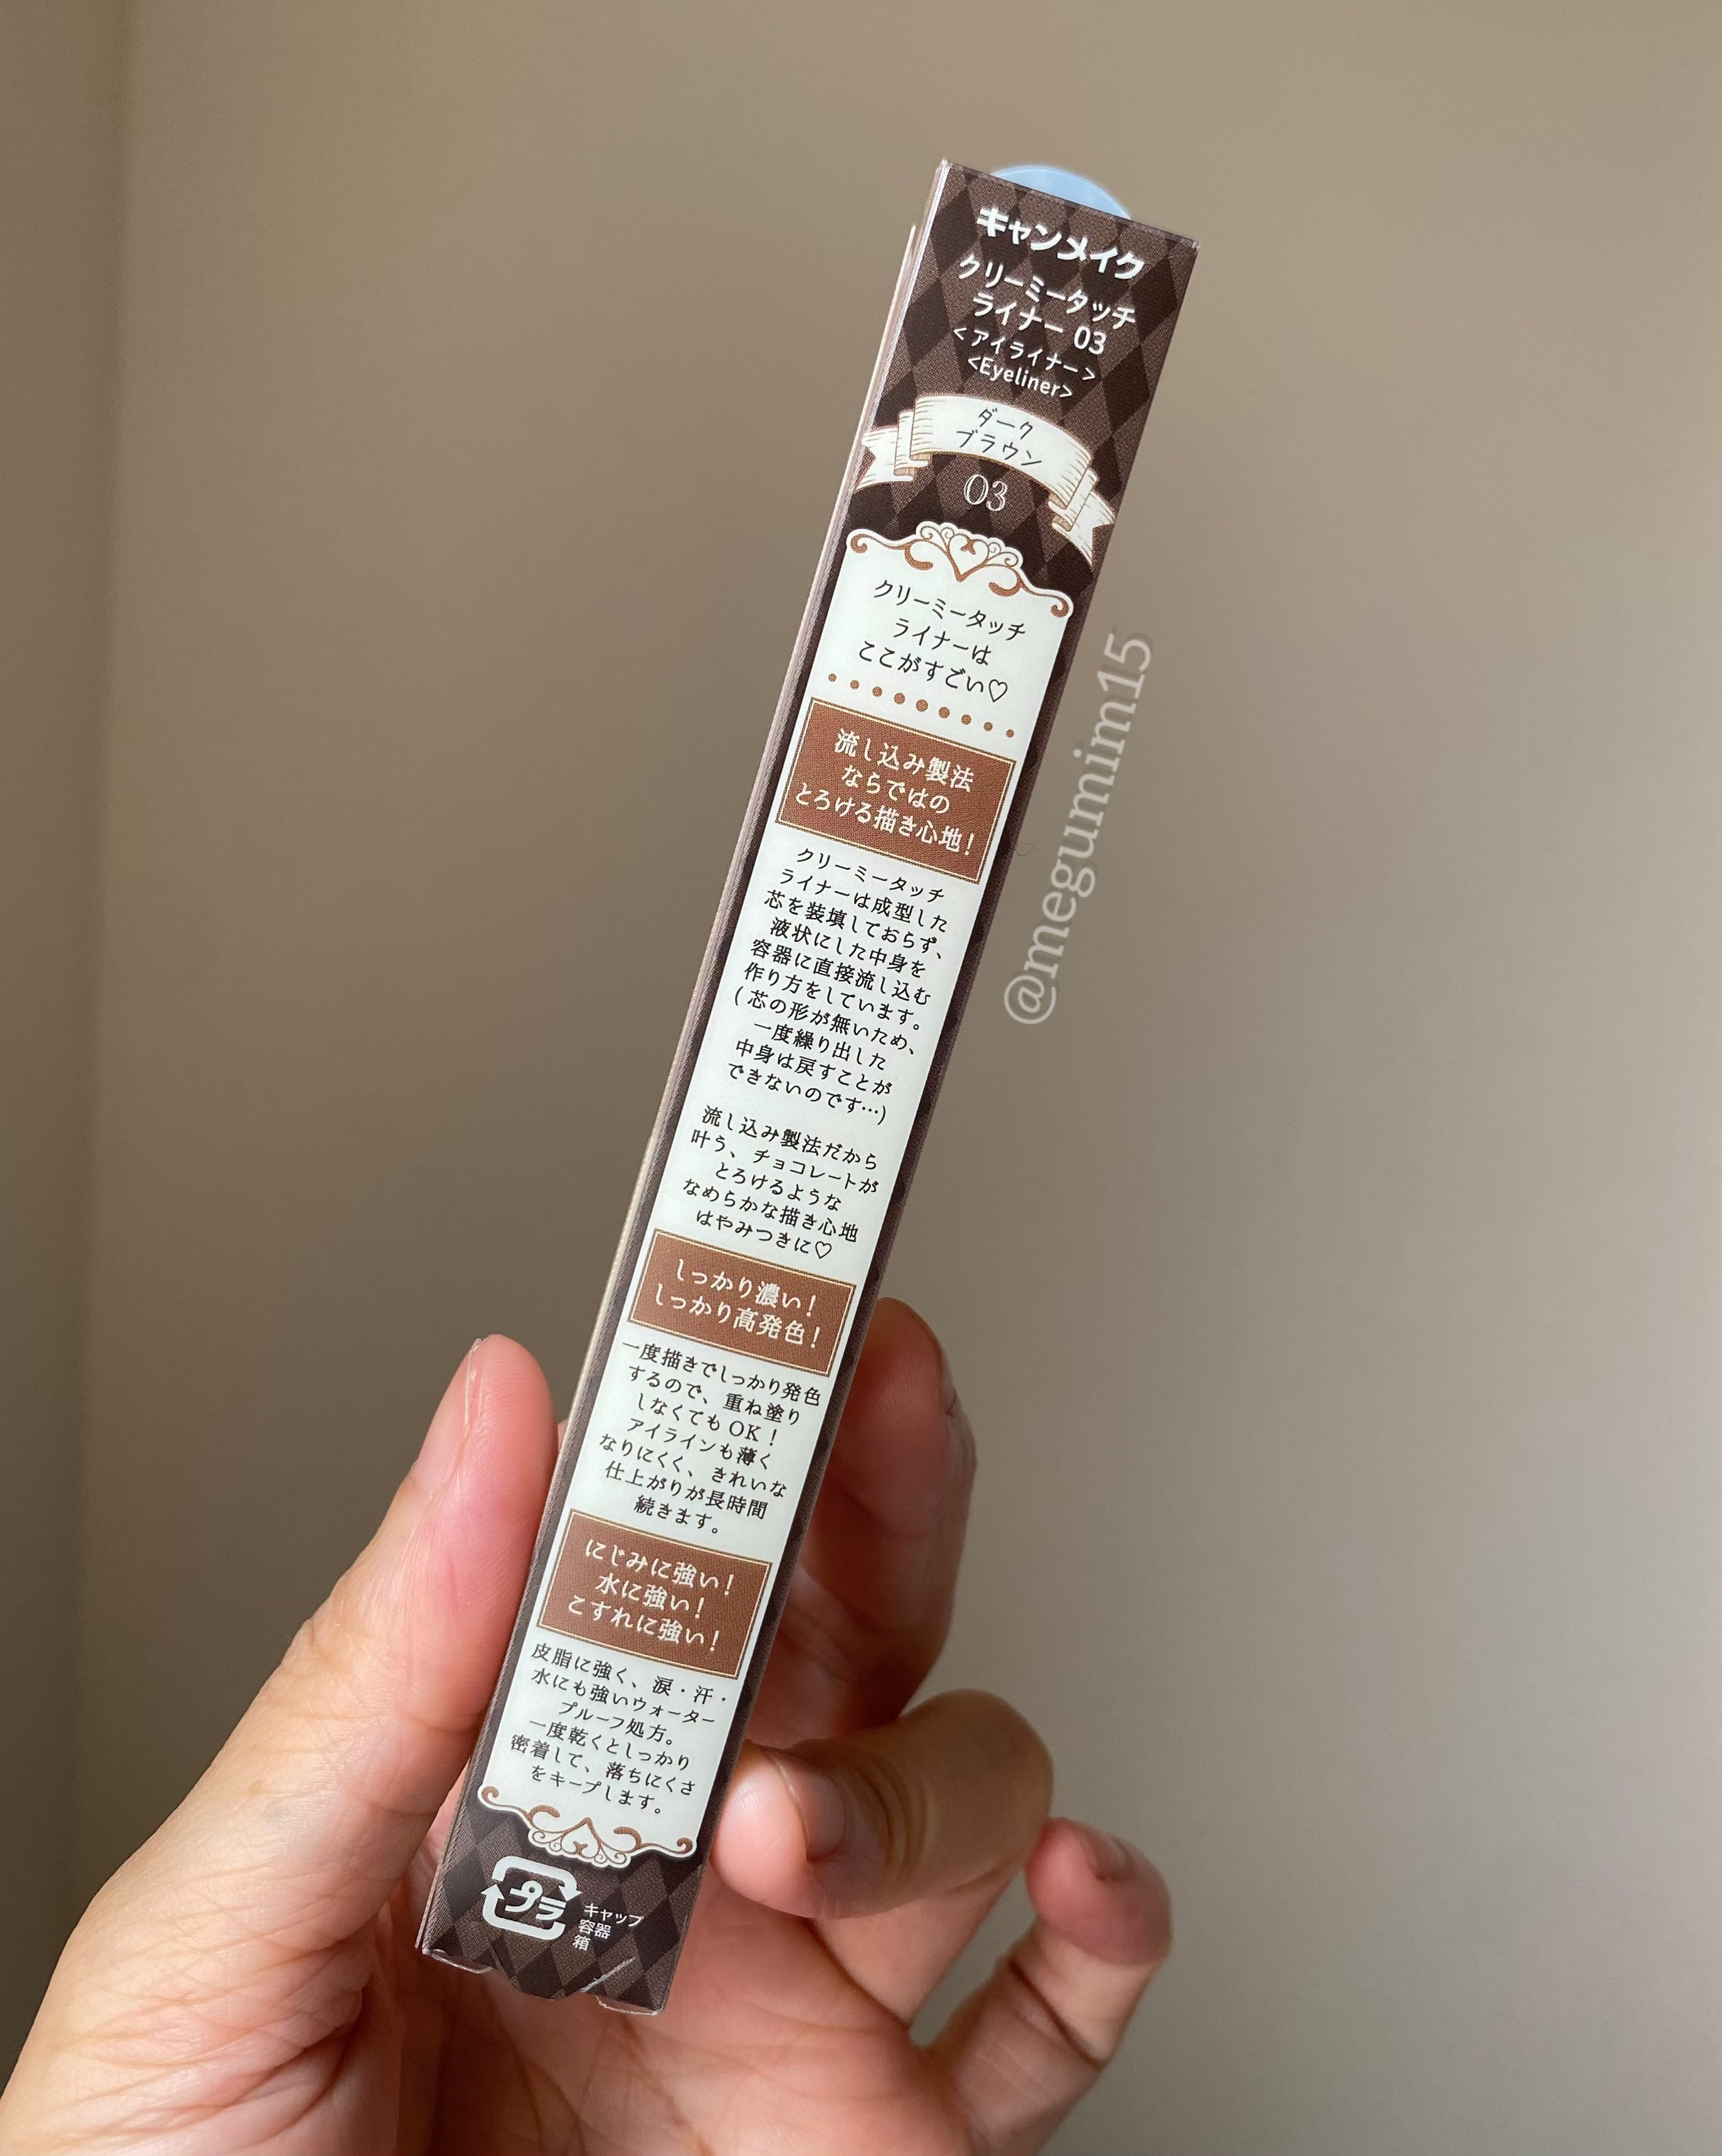 キャンメイク
クリーミータッチ
ライナー 03
<アイライナー>
<Eyeliner>
ダーク
ブラウン
03
クリーミータッチ
ライナーは
ここがすごい♡
流し込み製法
ならではの
とろける描き心地!
クリーミータッチ
ライナーは成型した
芯を装填しておらず、
液状にした中身を
容器に直接流し込む
作り方をしています。
(芯の形が無いため、
一度繰り出した
中身は戻すことが
できないのです…)
流し込み製法だから
叶う、チョコレートが
とろけるような
なめらかな描き心地
はやみつきに♡
しっかり濃い!
しっかり高発色!
一度描きでしっかり発色
するので、重ね塗り
しなくても OK!
アイラインも薄く
なりにくく、きれいな
仕上がりが長時間
続きます。
にじみに強い!
水に強い!
こすれに強い!
皮脂に強く、涙・汗・
水にも強いウォーター
プルーフ処方。
一度乾くとしっかり
密着して、落ちにくさ
をキープします。
プラ
キャップ
容器
箱
@megumim15